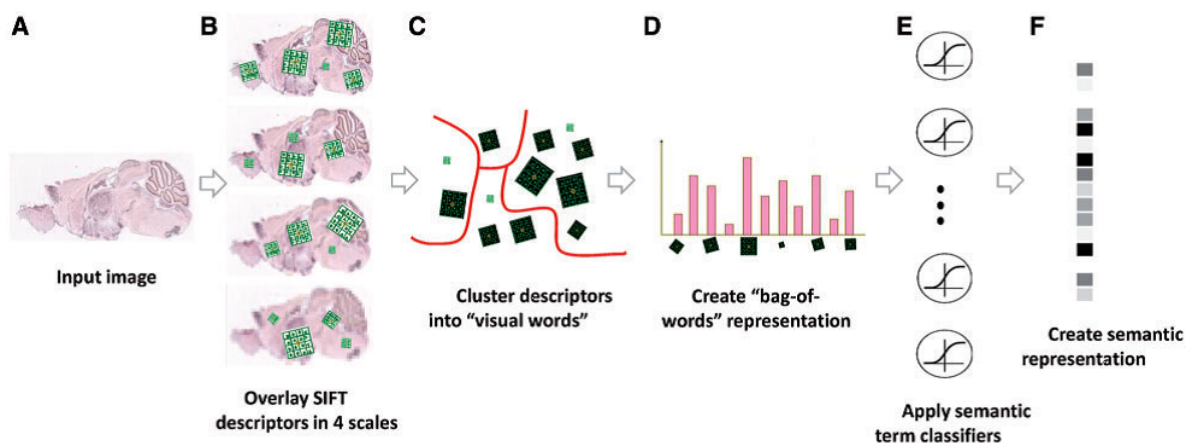 A
B
C
D
E
F
Input image
Overlay SIFT
descriptors in 4 scales
Cluster descriptors
into “visual words”
Create “bag-of-
words” representation
Apply semantic
term classifiers
Create semantic
representation